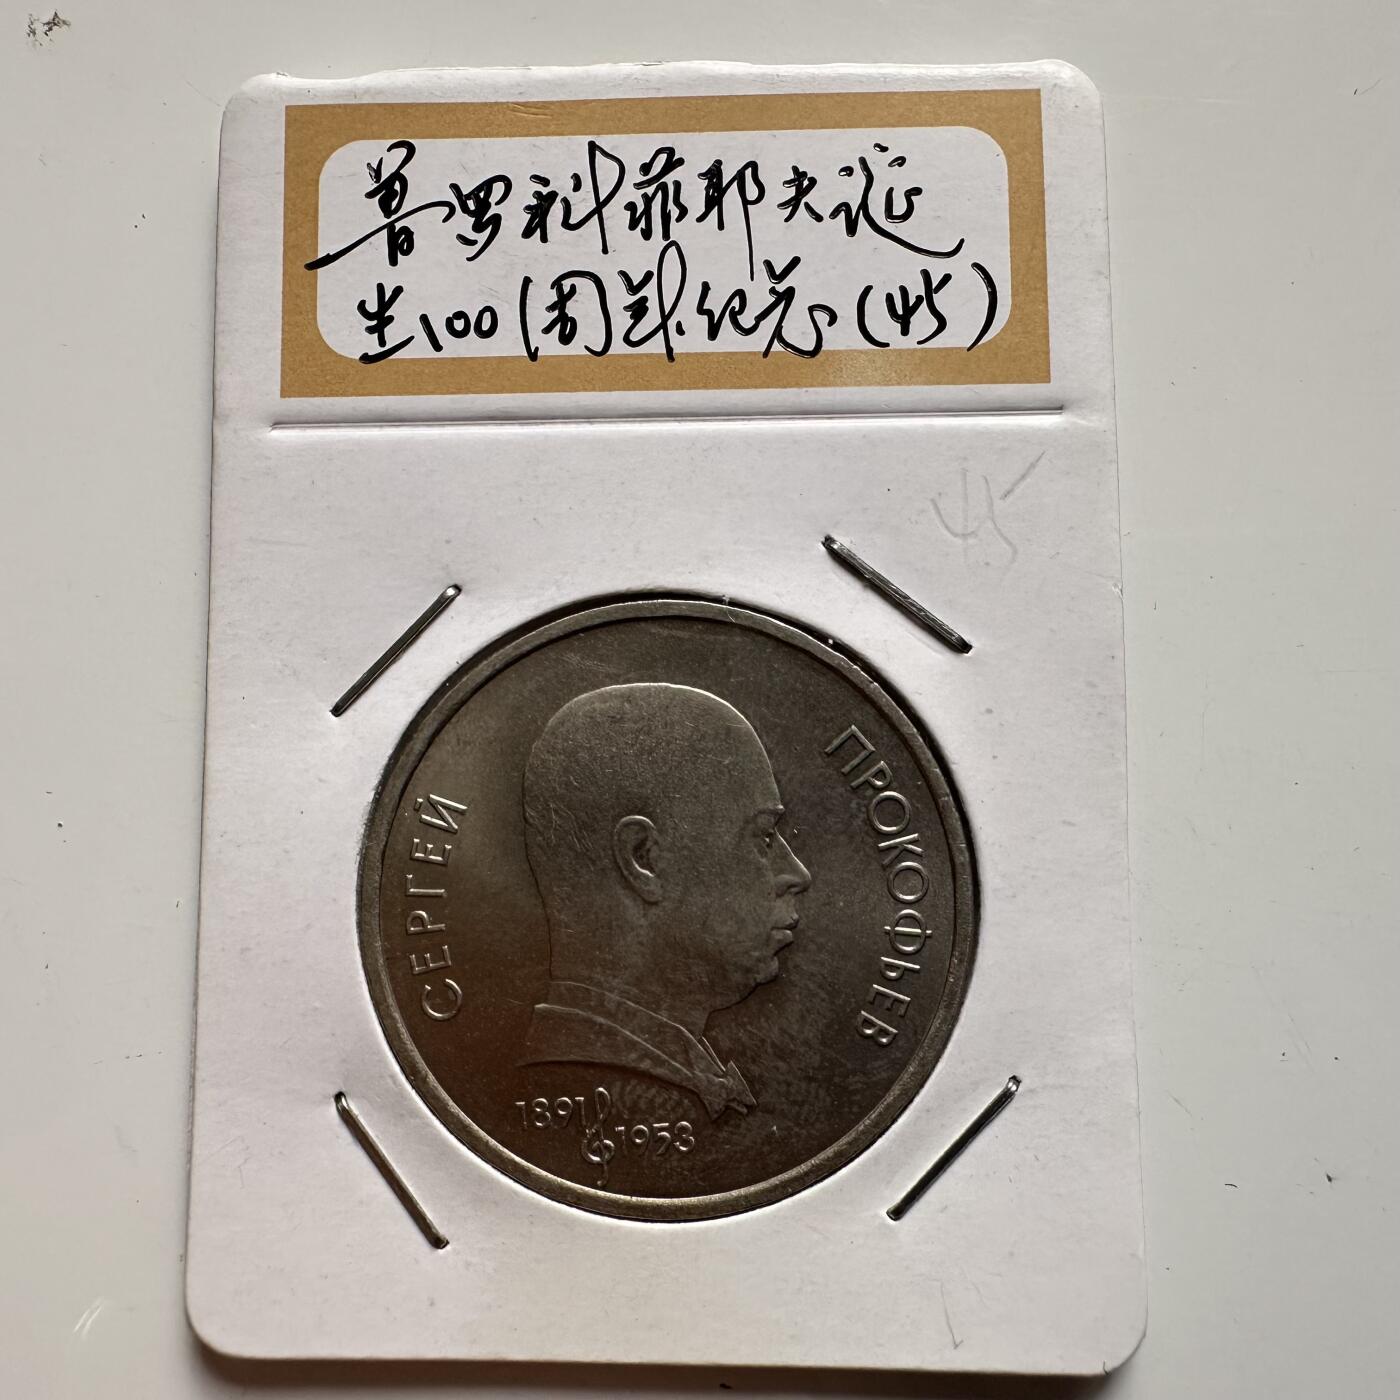 普罗科菲耶夫诞
生100周年纪念(45)
45
СЕРГЕЙ
ПРОКОФЬЕВ
1891 1953